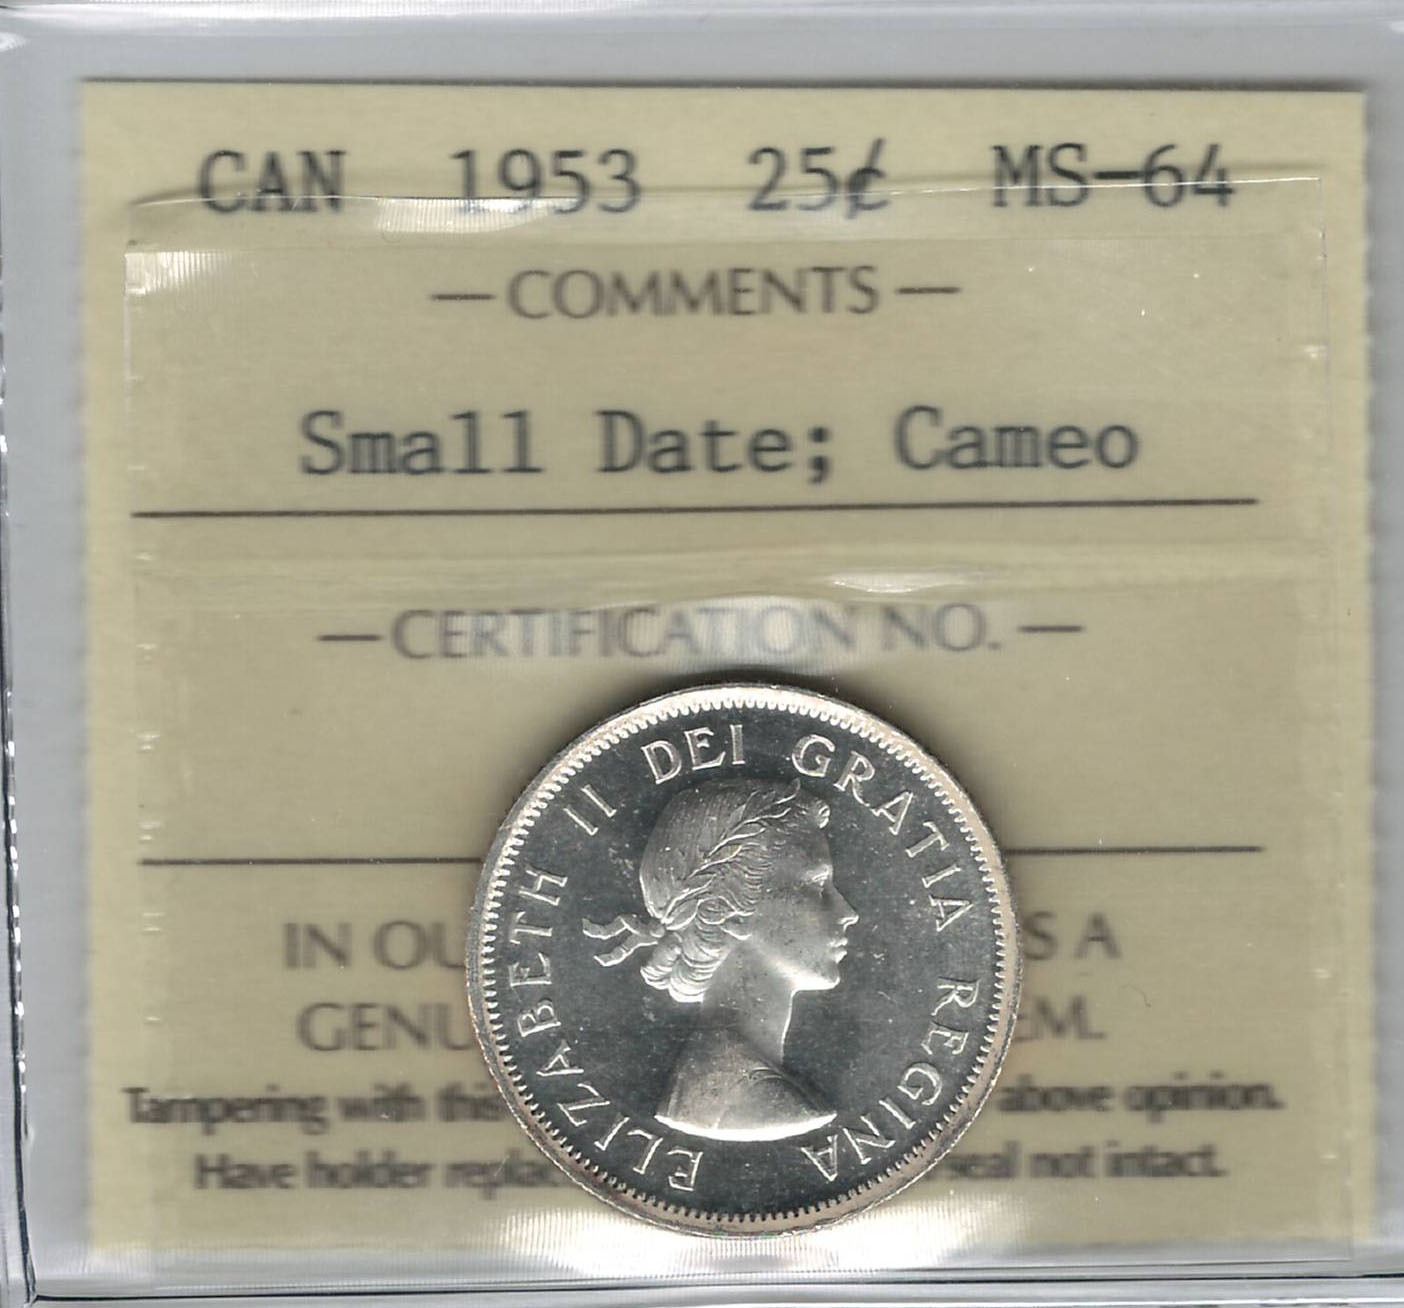 CAN 1953 25¢ MS-64
— COMMENTS —
Small Date; Cameo
— CERTIFICATION NO. —
ELIZABETH II DEI GRATIA REGINA
IN OU S A
GENU EM.
Tampering with this above opinion.
Have holder replac seal not intact.